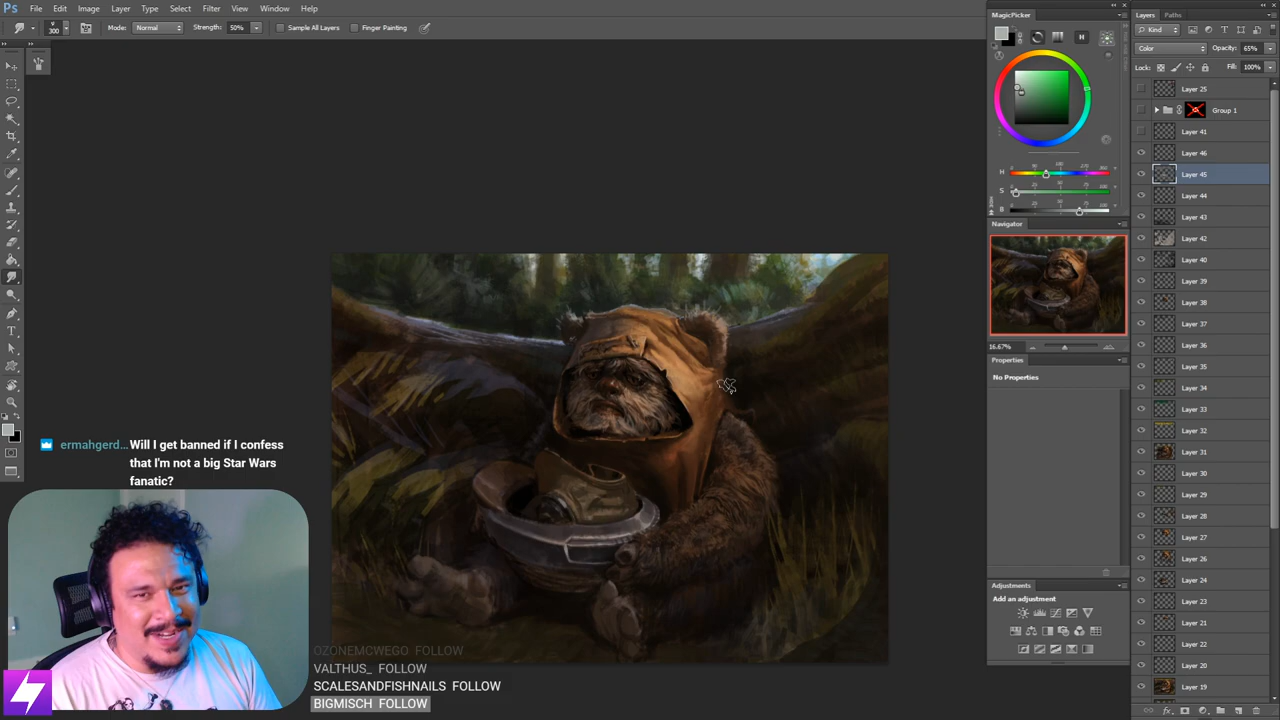 Ps File Edit Image Layer Type Select Filter View Window Help
300 Mode: Normal Strength: 50% Sample All Layers Finger Painting
MagicPicker
H
H
S
B
Navigator
16.67%
Properties
No Properties
Adjustments
Add an adjustment
Layers Paths
Kind
Color Opacity: 65%
Lock: Fill: 100%
Layer 25
Group 1
Layer 41
Layer 46
Layer 45
Layer 44
Layer 43
Layer 42
Layer 40
Layer 39
Layer 38
Layer 37
Layer 36
Layer 35
Layer 34
Layer 33
Layer 32
Layer 31
Layer 30
Layer 29
Layer 28
Layer 27
Layer 26
Layer 24
Layer 23
Layer 21
Layer 22
Layer 20
Layer 19
ermahgerd... Will I get banned if I confess
that I'm not a big Star Wars
fanatic?
OZONEMCWEGO FOLLOW
VALTHUS_ FOLLOW
SCALESANDFISHNAILS FOLLOW
BIGMISCH FOLLOW